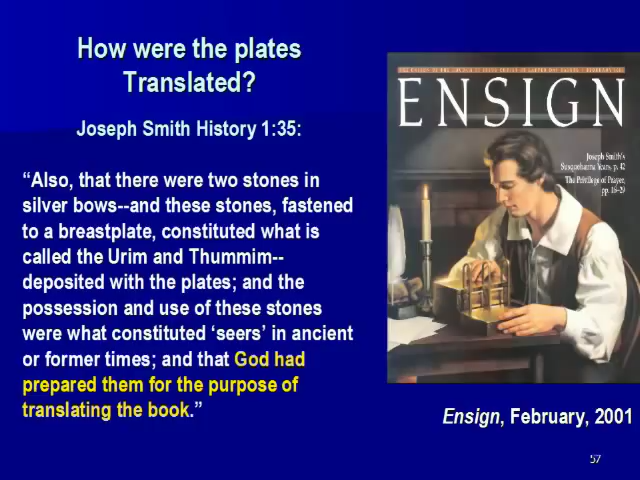 How were the plates
Translated?
Joseph Smith History 1:35:
“Also, that there were two stones in
silver bows--and these stones, fastened
to a breastplate, constituted what is
called the Urim and Thummim--
deposited with the plates; and the
possession and use of these stones
were what constituted ‘seers’ in ancient
or former times; and that God had
prepared them for the purpose of
translating the book.”
ENSIGN
Joseph Smith's
Susquehanna Years, p. 42
The Privilege of Prayer,
Ensign, February, 2001
57